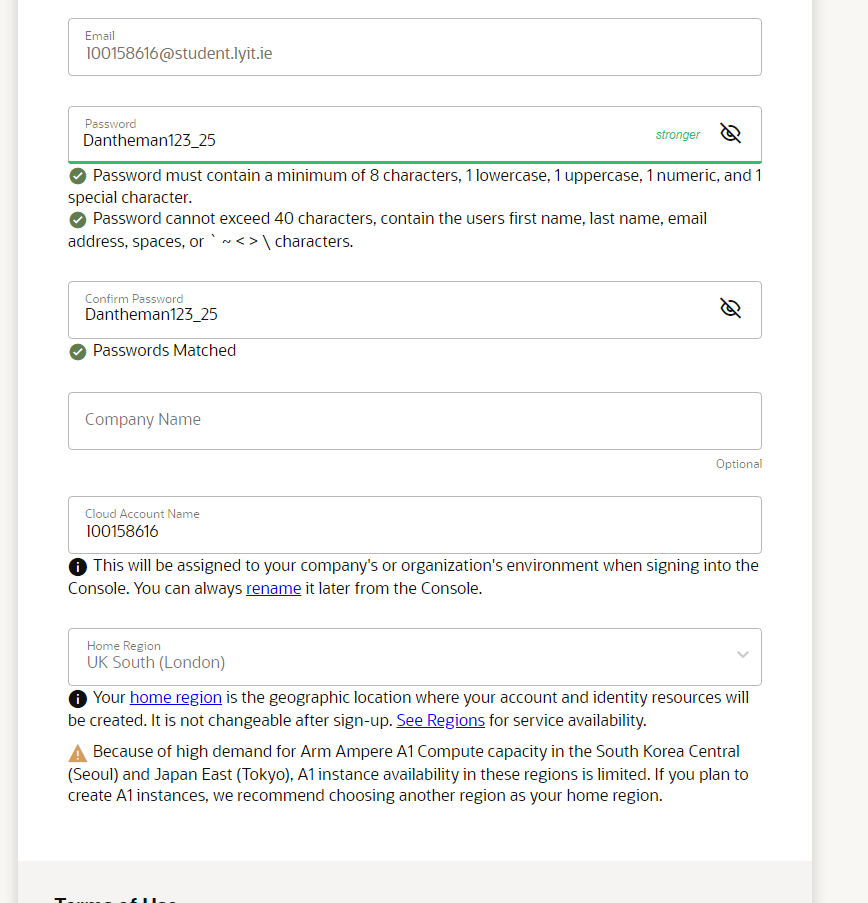 Email
100158616@student.lyit.ie
Password
Dantheman123_25
stronger
Password must contain a minimum of 8 characters, 1 lowercase, 1 uppercase, 1 numeric, and 1
special character.
Password cannot exceed 40 characters, contain the users first name, last name, email
address, spaces, or ` ~ < > \ characters.
Confirm Password
Dantheman123_25
Passwords Matched
Company Name
Optional
Cloud Account Name
100158616
This will be assigned to your company's or organization's environment when signing into the
Console. You can always rename it later from the Console.
Home Region
UK South (London)
Your home region is the geographic location where your account and identity resources will
be created. It is not changeable after sign-up. See Regions for service availability.
Because of high demand for Arm Ampere A1 Compute capacity in the South Korea Central
(Seoul) and Japan East (Tokyo), A1 instance availability in these regions is limited. If you plan to
create A1 instances, we recommend choosing another region as your home region.
Terms of Use